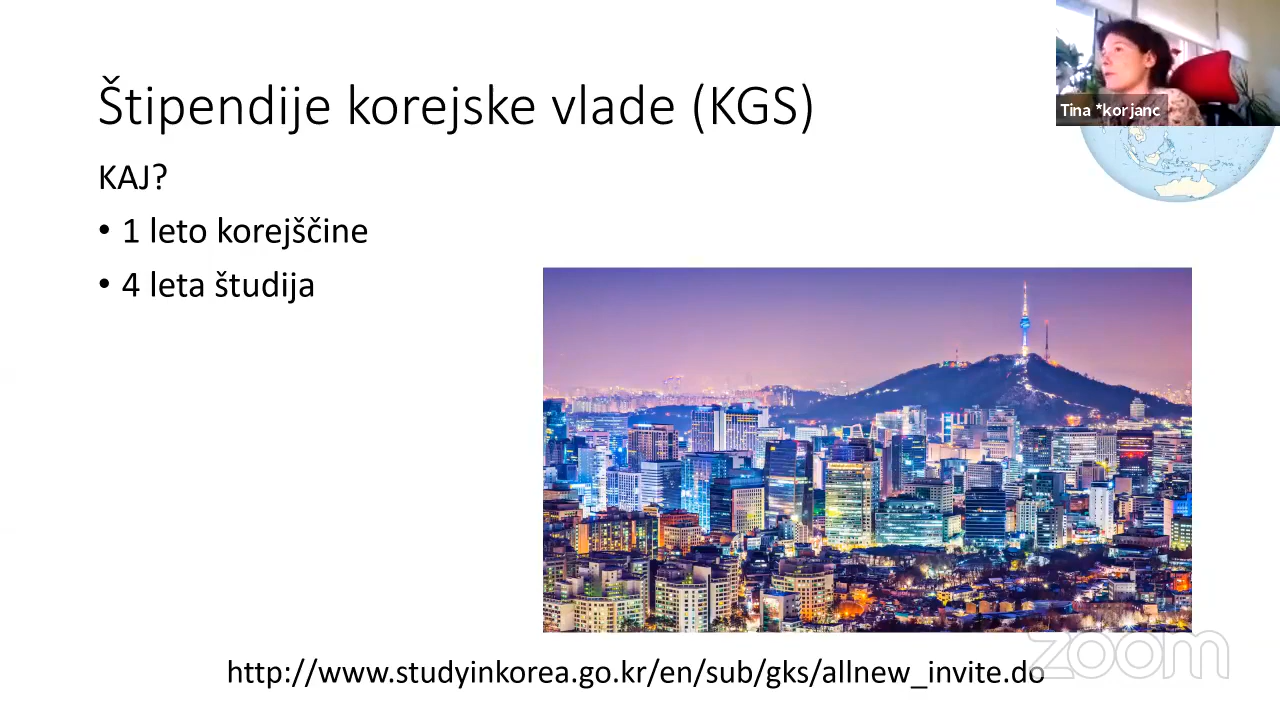 Štipendije korejske vlade (KGS)
Tina *korjanc
KAJ?
• 1 leto korejščine
• 4 leta študija
http://www.studyinkorea.go.kr/en/sub/gks/allnew_invite.do
zoom